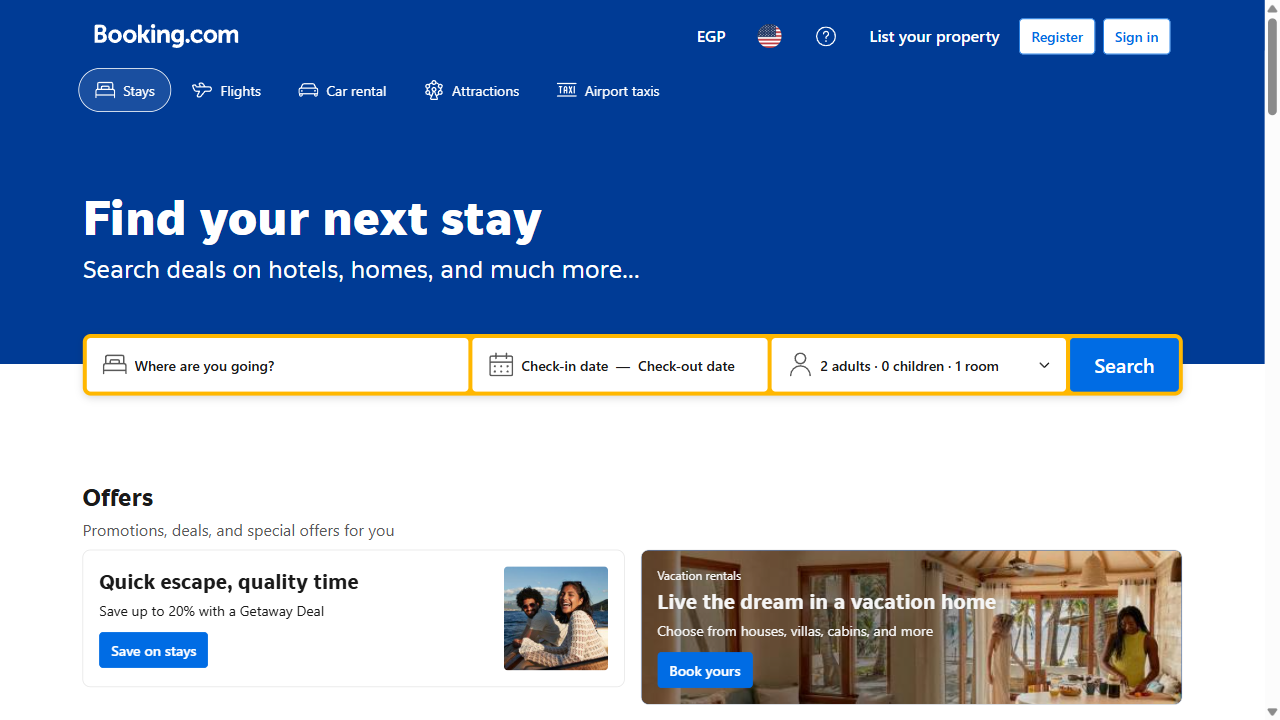 Booking.com
EGP
List your property
Register
Sign in
Stays
Flights
Car rental
Attractions
TAXI
Airport taxis
Find your next stay
Search deals on hotels, homes, and much more...
Where are you going?
Check-in date — Check-out date
2 adults · 0 children · 1 room
Search
Offers
Promotions, deals, and special offers for you
Quick escape, quality time
Save up to 20% with a Getaway Deal
Save on stays
Vacation rentals
Live the dream in a vacation home
Choose from houses, villas, cabins, and more
Book yours